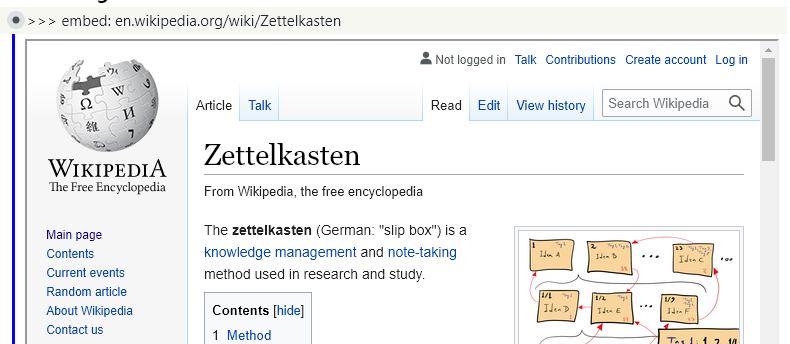 >>> embed: en.wikipedia.org/wiki/Zettelkasten
Not logged in Talk Contributions Create account Log in
Article Talk Read Edit View history Search Wikipedia
Ω W И 維
WIKIPEDIA
The Free Encyclopedia
Main page
Contents
Current events
Random article
About Wikipedia
Contact us
Zettelkasten
From Wikipedia, the free encyclopedia
The zettelkasten (German: "slip box") is a
knowledge management and note-taking
method used in research and study.
Contents [hide]
1 Method
1 Idea A
2 Idea B
... 23 Idea C ...
1/1 Idea D
1/2 Idea E
... 1/9 Idea F